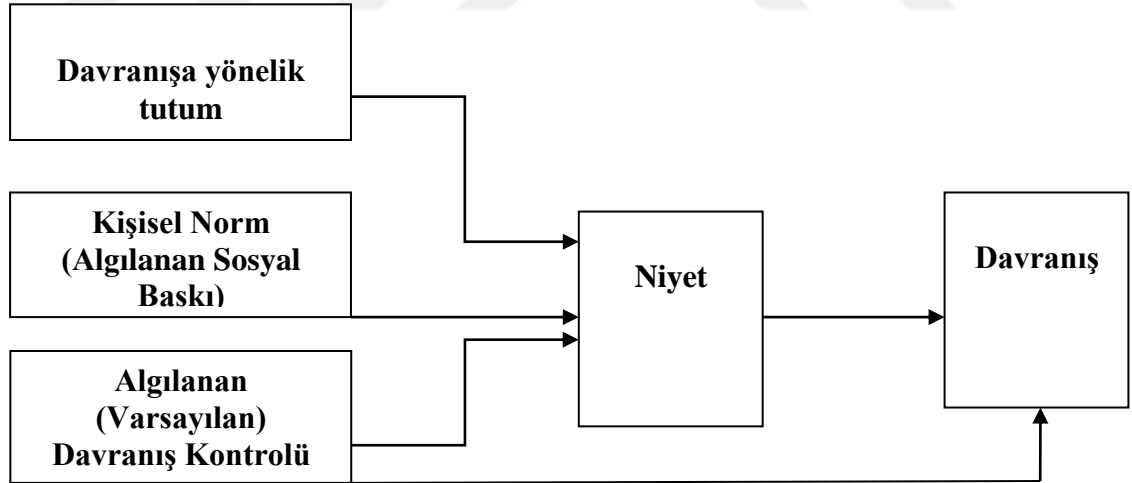 Davranışa yönelik
tutum
Kişisel Norm
(Algılanan Sosyal
Baskı)
Algılanan
(Varsayılan)
Davranış Kontrolü
Niyet
Davranış